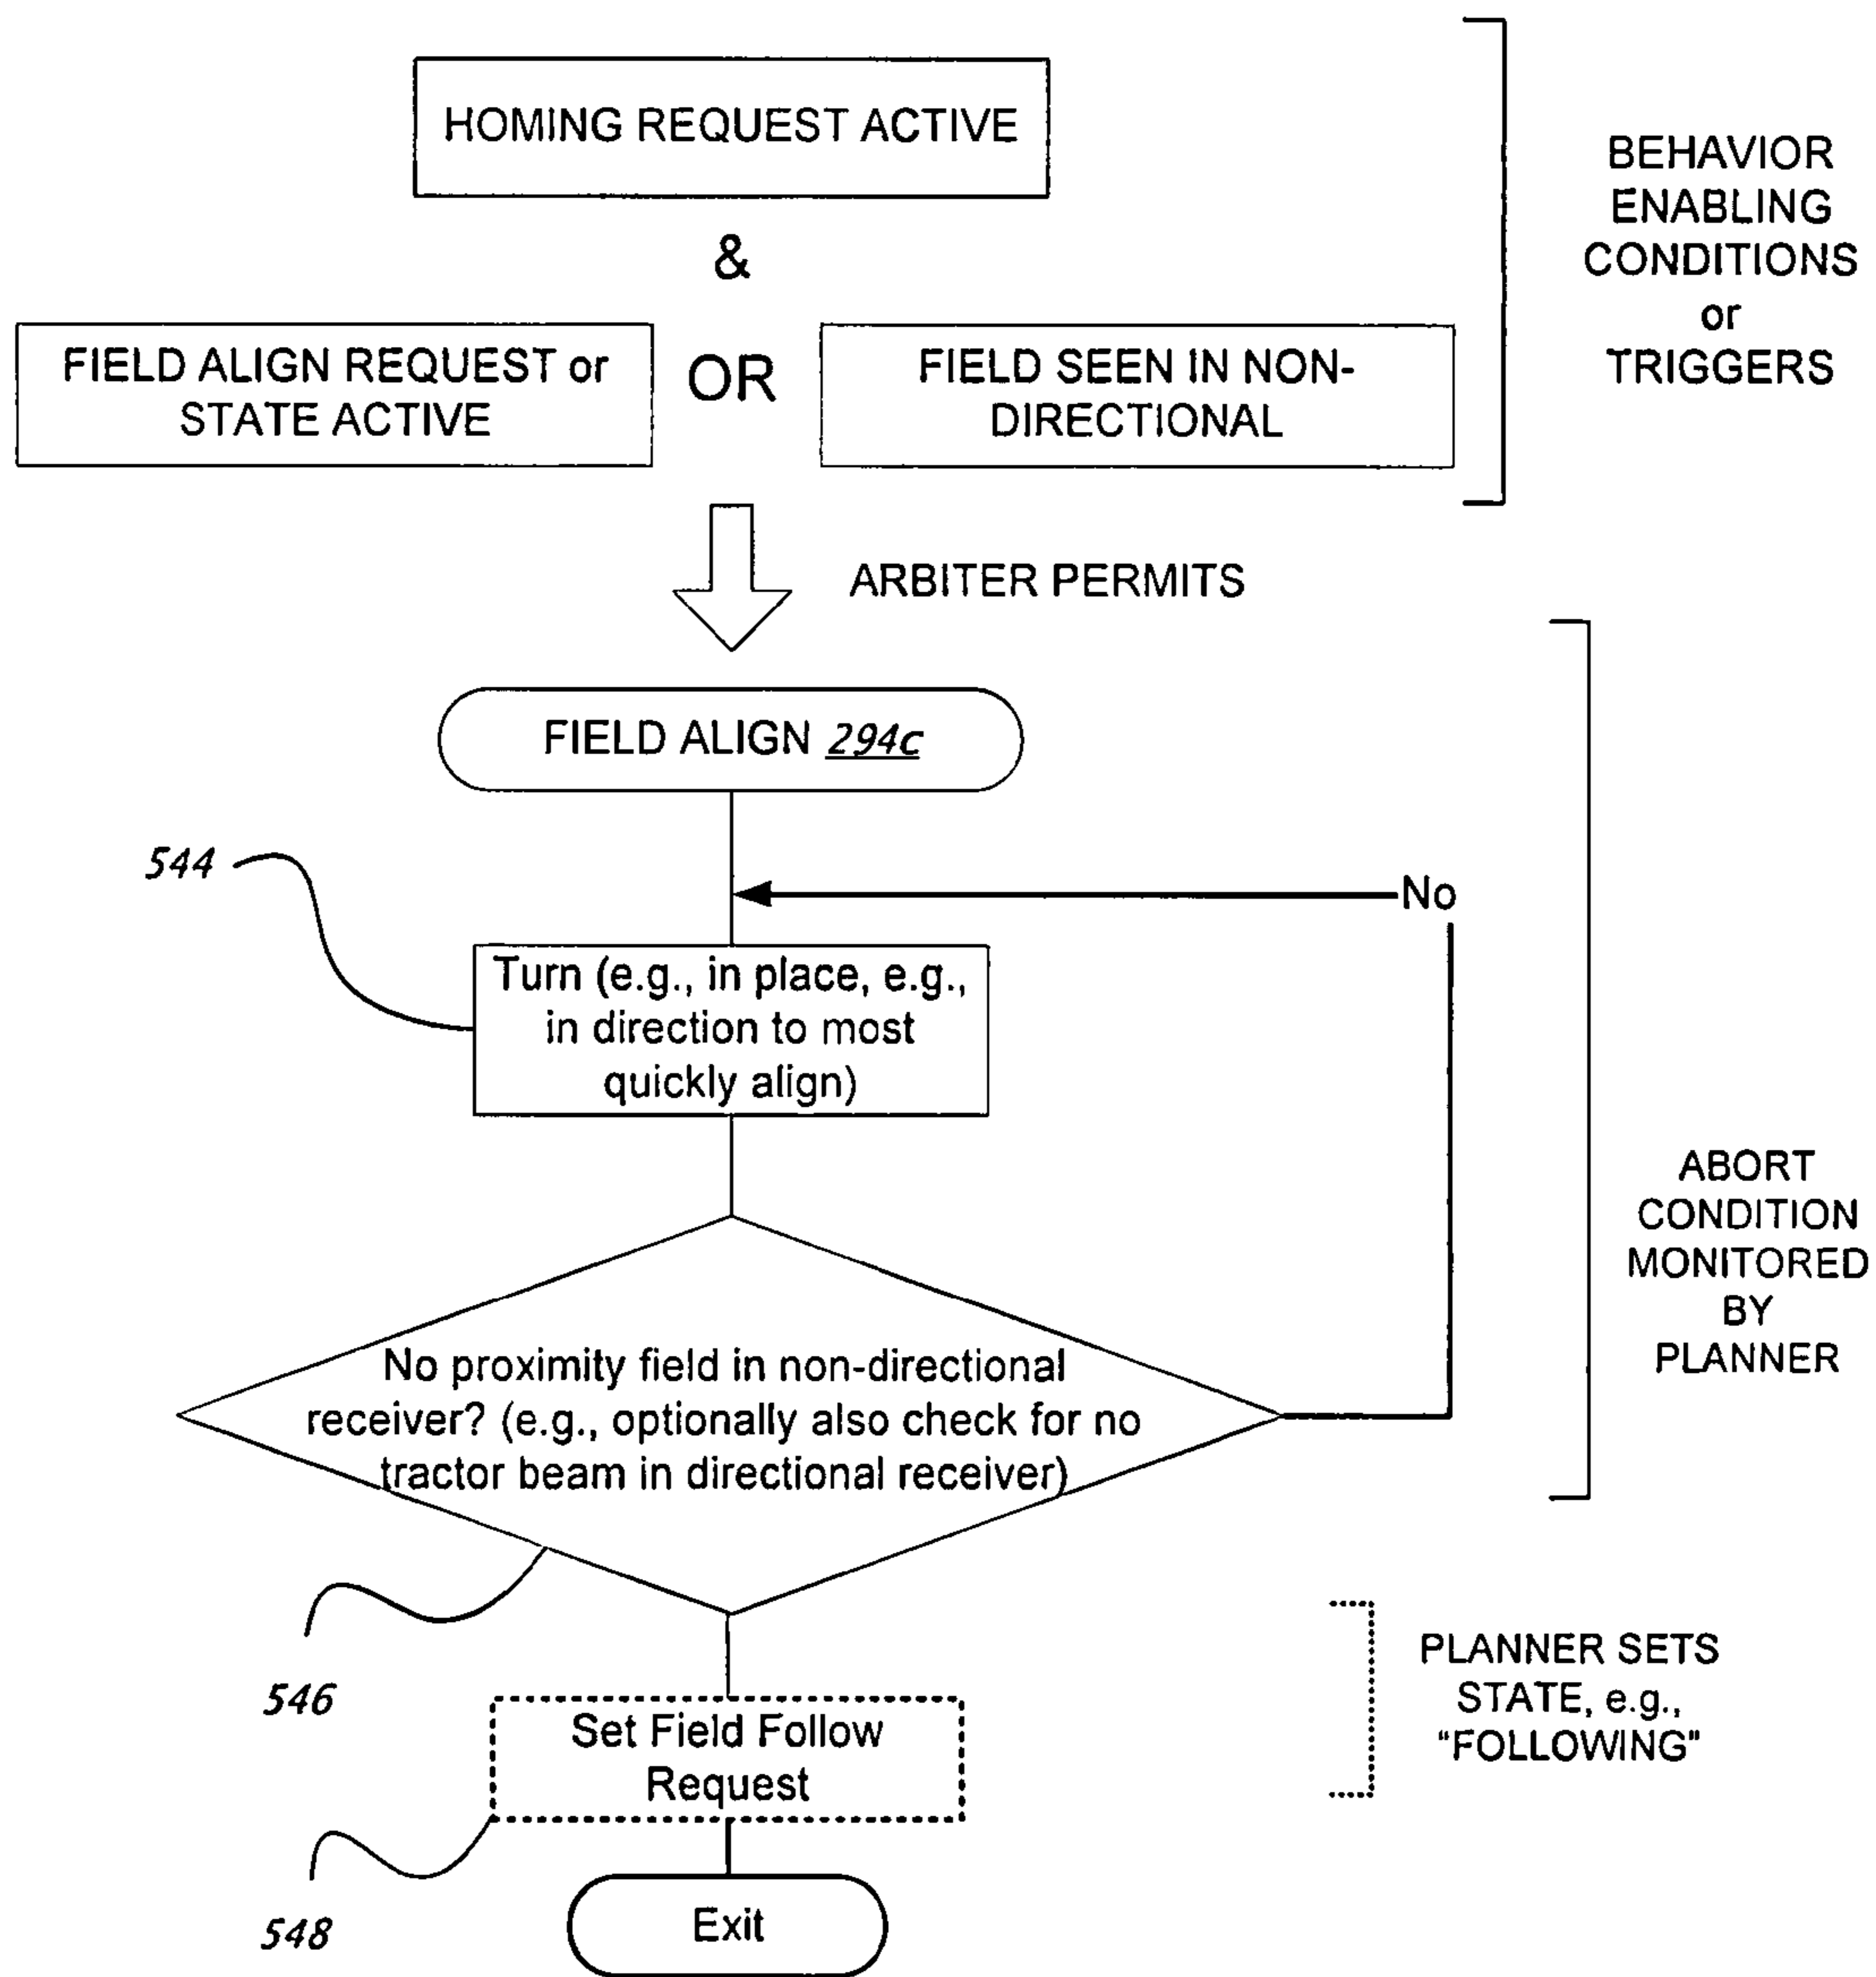 HOMING REQUEST ACTIVE
&
FIELD ALIGN REQUEST or
STATE ACTIVE
OR
FIELD SEEN IN NON-
DIRECTIONAL
BEHAVIOR
ENABLING
CONDITIONS
or
TRIGGERS
ARBITER PERMITS
FIELD ALIGN 294c
544
No
Turn (e.g., in place, e.g.,
in direction to most
quickly align)
ABORT
CONDITION
MONITORED
BY
PLANNER
No proximity field in non-directional
receiver? (e.g., optionally also check for no
tractor beam in directional receiver)
546
PLANNER SETS
STATE, e.g.,
"FOLLOWING"
Set Field Follow
Request
548
Exit